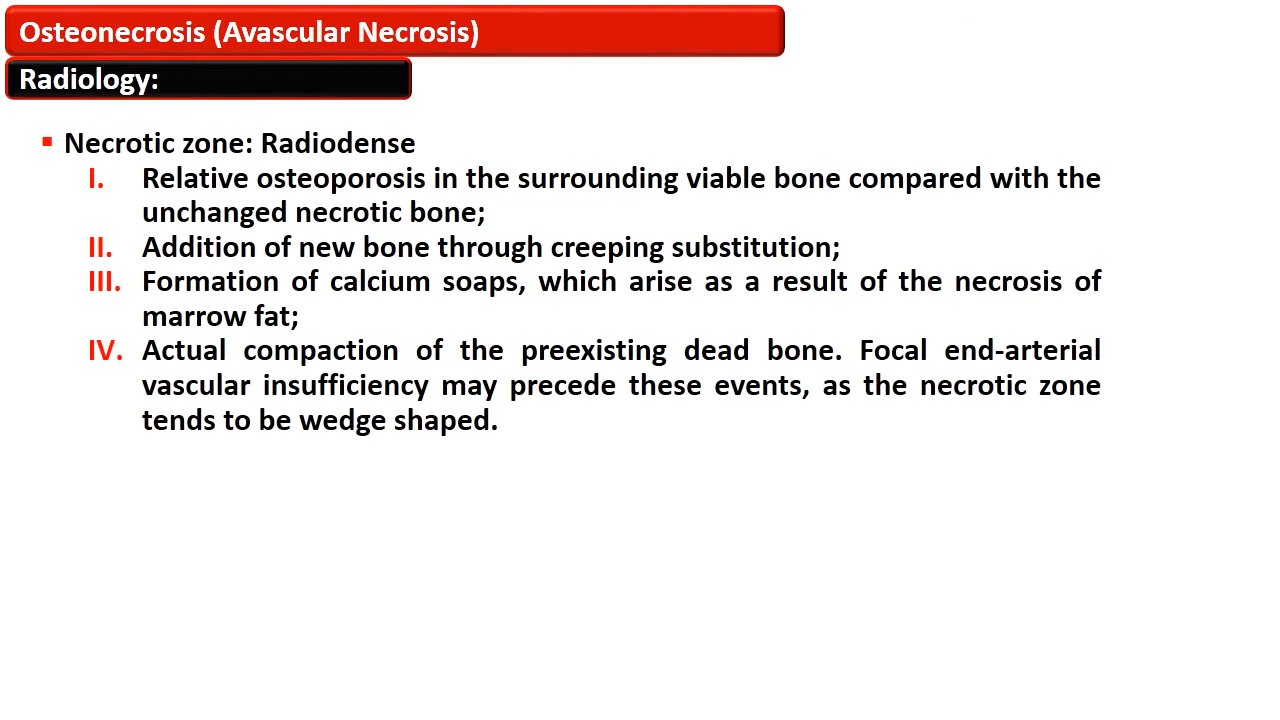 Osteonecrosis (Avascular Necrosis)
Radiology:
▪ Necrotic zone: Radiodense
I. Relative osteoporosis in the surrounding viable bone compared with the
unchanged necrotic bone;
II. Addition of new bone through creeping substitution;
III. Formation of calcium soaps, which arise as a result of the necrosis of
marrow fat;
IV. Actual compaction of the preexisting dead bone. Focal end-arterial
vascular insufficiency may precede these events, as the necrotic zone
tends to be wedge shaped.